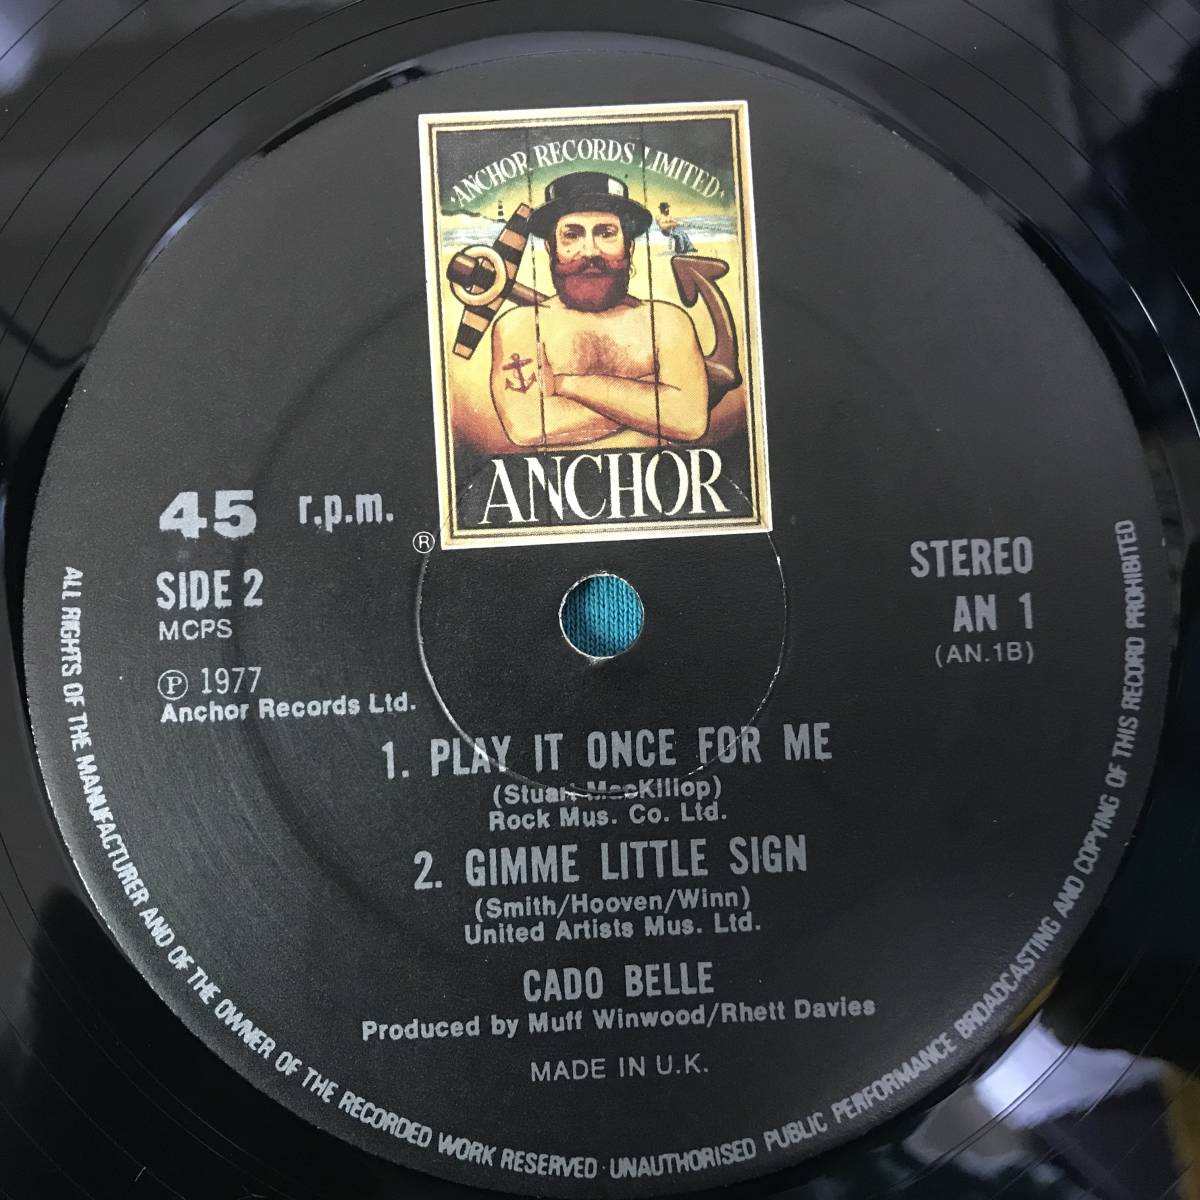 ·ANCHOR RECORDS LIMITED·
ANCHOR
®
45 r.p.m.
SIDE 2
MCPS
℗ 1977
Anchor Records Ltd.
STEREO
AN 1
(AN.1B)
1. PLAY IT ONCE FOR ME
(Stuart MacKillop)
Rock Mus. Co. Ltd.
2. GIMME LITTLE SIGN
(Smith/Hooven/Winn)
United Artists Mus. Ltd.
CADO BELLE
Produced by Muff Winwood/Rhett Davies
MADE IN U.K.
ALL RIGHTS OF THE MANUFACTURER AND OF THE OWNER OF THE RECORDED WORK RESERVED · UNAUTHORISED PUBLIC PERFORMANCE BROADCASTING AND COPYING OF THIS RECORD PROHIBITED